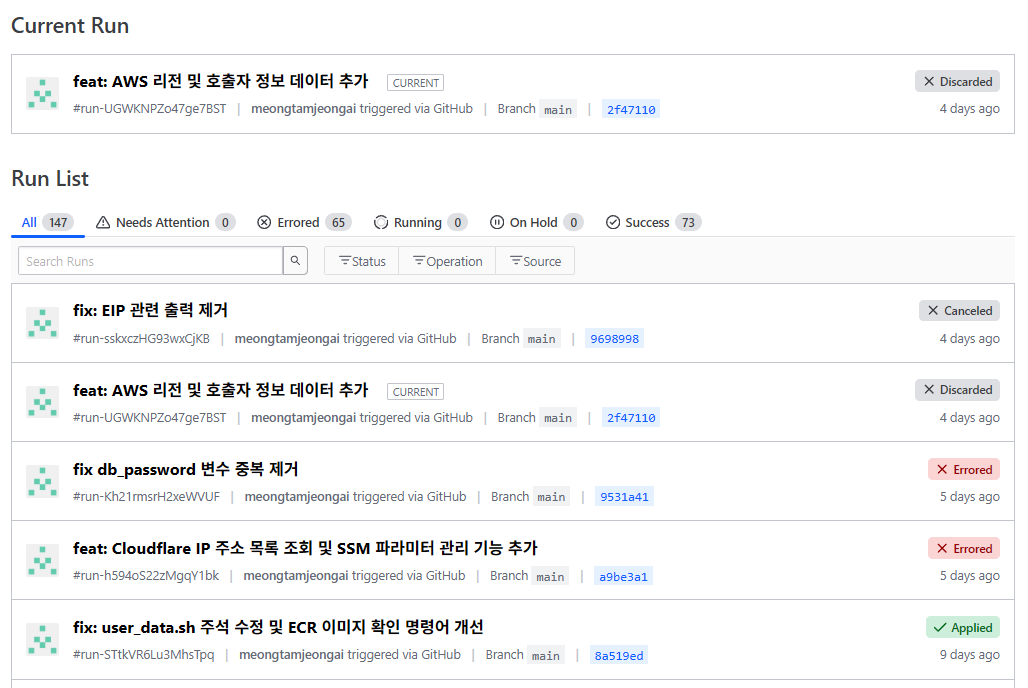 Current Run
feat: AWS 리전 및 호출자 정보 데이터 추가 CURRENT Discarded
#run-UGWKNPZo47ge7BST | meongtamjeongai triggered via GitHub | Branch main | 2f47110 4 days ago
Run List
All 147 Needs Attention 0 Errored 65 Running 0 On Hold 0 Success 73
Search Runs Status Operation Source
fix: EIP 관련 출력 제거 Canceled
#run-sskxczHG93wxCjKB | meongtamjeongai triggered via GitHub | Branch main | 9698998 4 days ago
feat: AWS 리전 및 호출자 정보 데이터 추가 CURRENT Discarded
#run-UGWKNPZo47ge7BST | meongtamjeongai triggered via GitHub | Branch main | 2f47110 4 days ago
fix db_password 변수 중복 제거 Errored
#run-Kh21rmsrH2xeWVUF | meongtamjeongai triggered via GitHub | Branch main | 9531a41 5 days ago
feat: Cloudflare IP 주소 목록 조회 및 SSM 파라미터 관리 기능 추가 Errored
#run-h594oS22zMgqY1bk | meongtamjeongai triggered via GitHub | Branch main | a9be3a1 5 days ago
fix: user_data.sh 주석 수정 및 ECR 이미지 확인 명령어 개선 Applied
#run-STtkVR6Lu3MhsTpq | meongtamjeongai triggered via GitHub | Branch main | 8a519ed 9 days ago